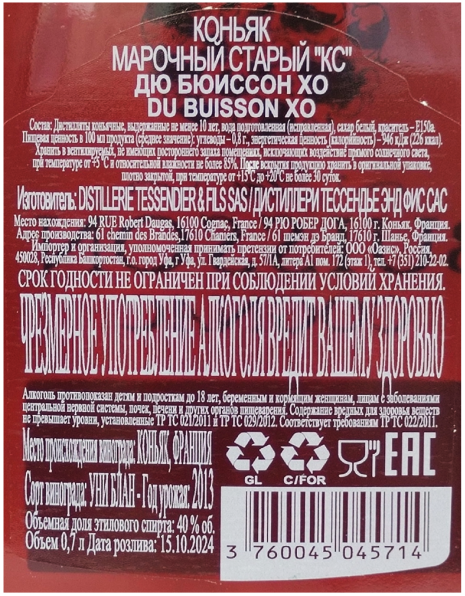 КОНЬЯК
МАРОЧНЫЙ СТАРЫЙ "КС"
ДЮ БЮИССОН ХО
DU BUISSON XO
Состав: Дистилляты коньячные, выдержанные не менее 10 лет, вода подготовленная (исправленная), сахар белый, краситель – E150a.
Пищевая ценность в 100 мл продукта (среднее значение): углеводы – 0,8 г., энергетическая ценность (калорийность) – 946 кДж (226 ккал).
Хранить в вентилируемых, не имеющих постороннего запаха помещениях, исключающих воздействие прямого солнечного света,
при температуре от +5 °C и относительной влажности не более 85%. После вскрытия продукцию хранить в оригинальной упаковке,
плотно закрытой, при температуре от +15°C до +20°C не более 30 суток.
Изготовитель: DISTILLERIE TESSENDIER & FILS SAS / ДИСТИЛЛЕРИ ТЕССЕНДЬЕ ЭНД ФИС САС
Место нахождения: 94 RUE Robert Daugas, 16100 Cognac, France / 94 РЮ РОБЕР ДОГА, 16100 г. Коньяк, Франция.
Адрес производства: 61 chemin des Brandes, 17610 Chaniers, France / 61 шемэн дэ Бранд, 17610 г. Шанье, Франция.
Импортер и организация, уполномоченная принимать претензии от потребителей: ООО «Оазис», Россия,
450028, Республика Башкортостан, г.о. город Уфа, г Уфа, ул. Гвардейская, д. 57/1А, литера А1 пом. 172 (этаж 1), тел. +7 (351) 210-22-02.
СРОК ГОДНОСТИ НЕ ОГРАНИЧЕН ПРИ СОБЛЮДЕНИИ УСЛОВИЙ ХРАНЕНИЯ.
ЧРЕЗМЕРНОЕ УПОТРЕБЛЕНИЕ АЛКОГОЛЯ ВРЕДИТ ВАШЕМУ ЗДОРОВЬЮ
Алкоголь противопоказан детям и подросткам до 18 лет, беременным и кормящим женщинам, лицам с заболеваниями
центральной нервной системы, почек, печени и других органов пищеварения. Содержание вредных для здоровья веществ
не превышает уровни, установленные ТР ТС 021/2011 и ТР ТС 029/2012. Соответствует требованиям ТР ТС 022/2011.
Место происхождения винограда: КОНЬЯК, ФРАНЦИЯ
Сорт винограда: УНИ БЛАН - Год урожая: 2013
Объемная доля этилового спирта: 40 % об.
Объем 0,7 л Дата розлива: 15.10.2024
GL C/FOR EAC
3 760045 045714